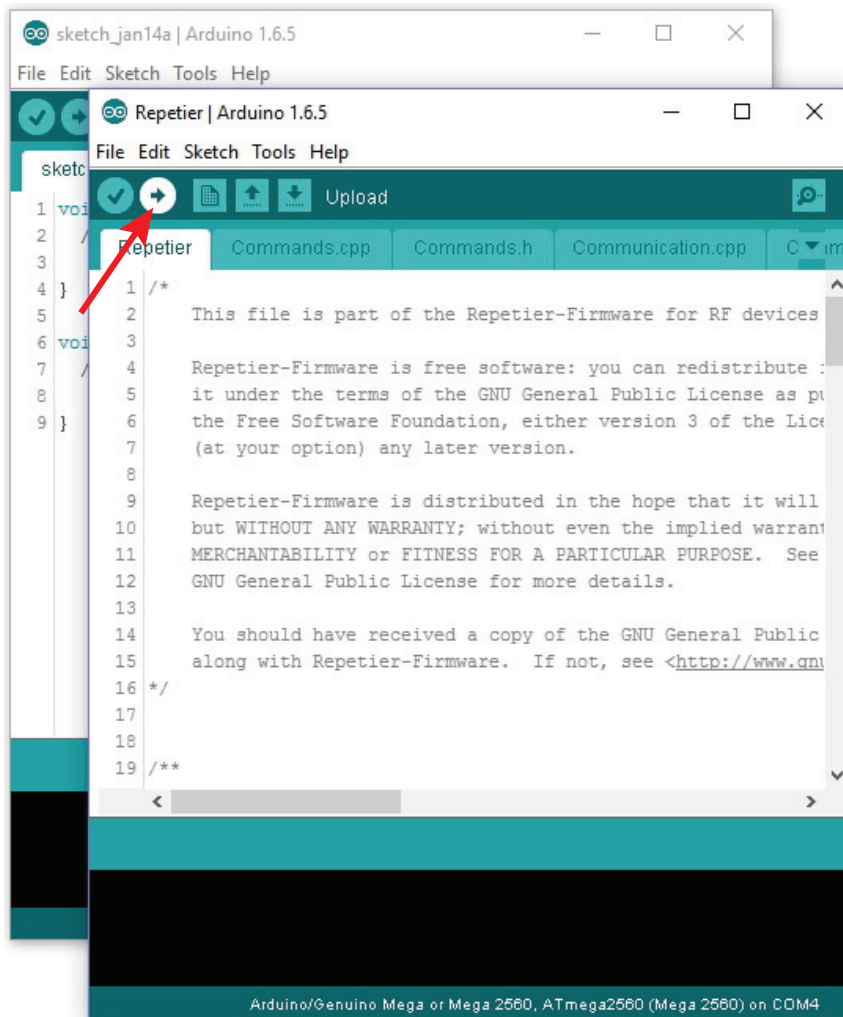 sketch_jan14a | Arduino 1.6.5
File Edit Sketch Tools Help
sketc
1 voi
2 /
3
4 }
5
6 voi
7 /
8
9 }
Repetier | Arduino 1.6.5
File Edit Sketch Tools Help
Upload
Repetier Commands.cpp Commands.h Communication.cpp
1 /*
2 This file is part of the Repetier-Firmware for RF devices
3
4 Repetier-Firmware is free software: you can redistribute
5 it under the terms of the GNU General Public License as pu
6 the Free Software Foundation, either version 3 of the Lice
7 (at your option) any later version.
8
9 Repetier-Firmware is distributed in the hope that it will
10 but WITHOUT ANY WARRANTY; without even the implied warrant
11 MERCHANTABILITY or FITNESS FOR A PARTICULAR PURPOSE. See
12 GNU General Public License for more details.
13
14 You should have received a copy of the GNU General Public
15 along with Repetier-Firmware. If not, see <http://www.gnu
16 */
17
18
19 /**
Arduino/Genuino Mega or Mega 2560, ATmega2560 (Mega 2560) on COM4